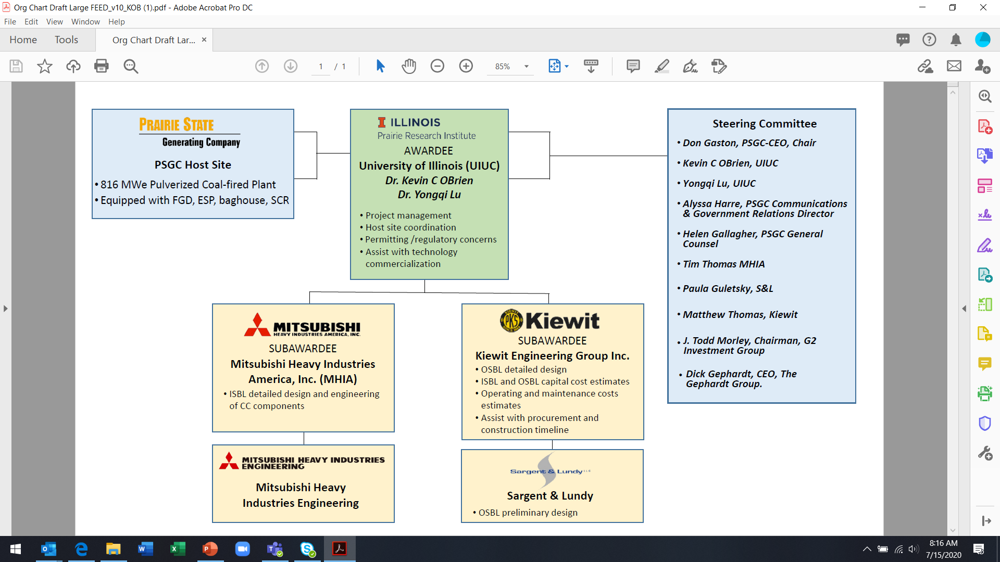 Org Chart Draft Large FEED_v10_KOB (1).pdf - Adobe Acrobat Pro DC
File Edit View Window Help
Home Tools Org Chart Draft Lar... ×
1 / 1 85%
PRAIRIE STATE
Generating Company
PSGC Host Site
• 816 MWe Pulverized Coal-fired Plant
• Equipped with FGD, ESP, baghouse, SCR
I ILLINOIS
Prairie Research Institute
AWARDEE
University of Illinois (UIUC)
Dr. Kevin C OBrien
Dr. Yongqi Lu
• Project management
• Host site coordination
• Permitting /regulatory concerns
• Assist with technology
commercialization
Steering Committee
• Don Gaston, PSGC-CEO, Chair
• Kevin C OBrien, UIUC
• Yongqi Lu, UIUC
• Alyssa Harre, PSGC Communications
& Government Relations Director
• Helen Gallagher, PSGC General
Counsel
• Tim Thomas MHIA
• Paula Guletsky, S&L
• Matthew Thomas, Kiewit
• J. Todd Morley, Chairman, G2
Investment Group
• Dick Gephardt, CEO, The
Gephardt Group.
MITSUBISHI
HEAVY INDUSTRIES AMERICA, INC.
SUBAWARDEE
Mitsubishi Heavy Industries
America, Inc. (MHIA)
• ISBL detailed design and engineering
of CC components
KIEWIT
PKS
SINCE 1884
Kiewit
SUBAWARDEE
Kiewit Engineering Group Inc.
• OSBL detailed design
• ISBL and OSBL capital cost estimates
• Operating and maintenance costs
estimates
• Assist with procurement and
construction timeline
MITSUBISHI HEAVY INDUSTRIES
ENGINEERING
Mitsubishi Heavy
Industries Engineering
Sargent & Lundy LLC
Sargent & Lundy
• OSBL preliminary design
8:16 AM
7/15/2020